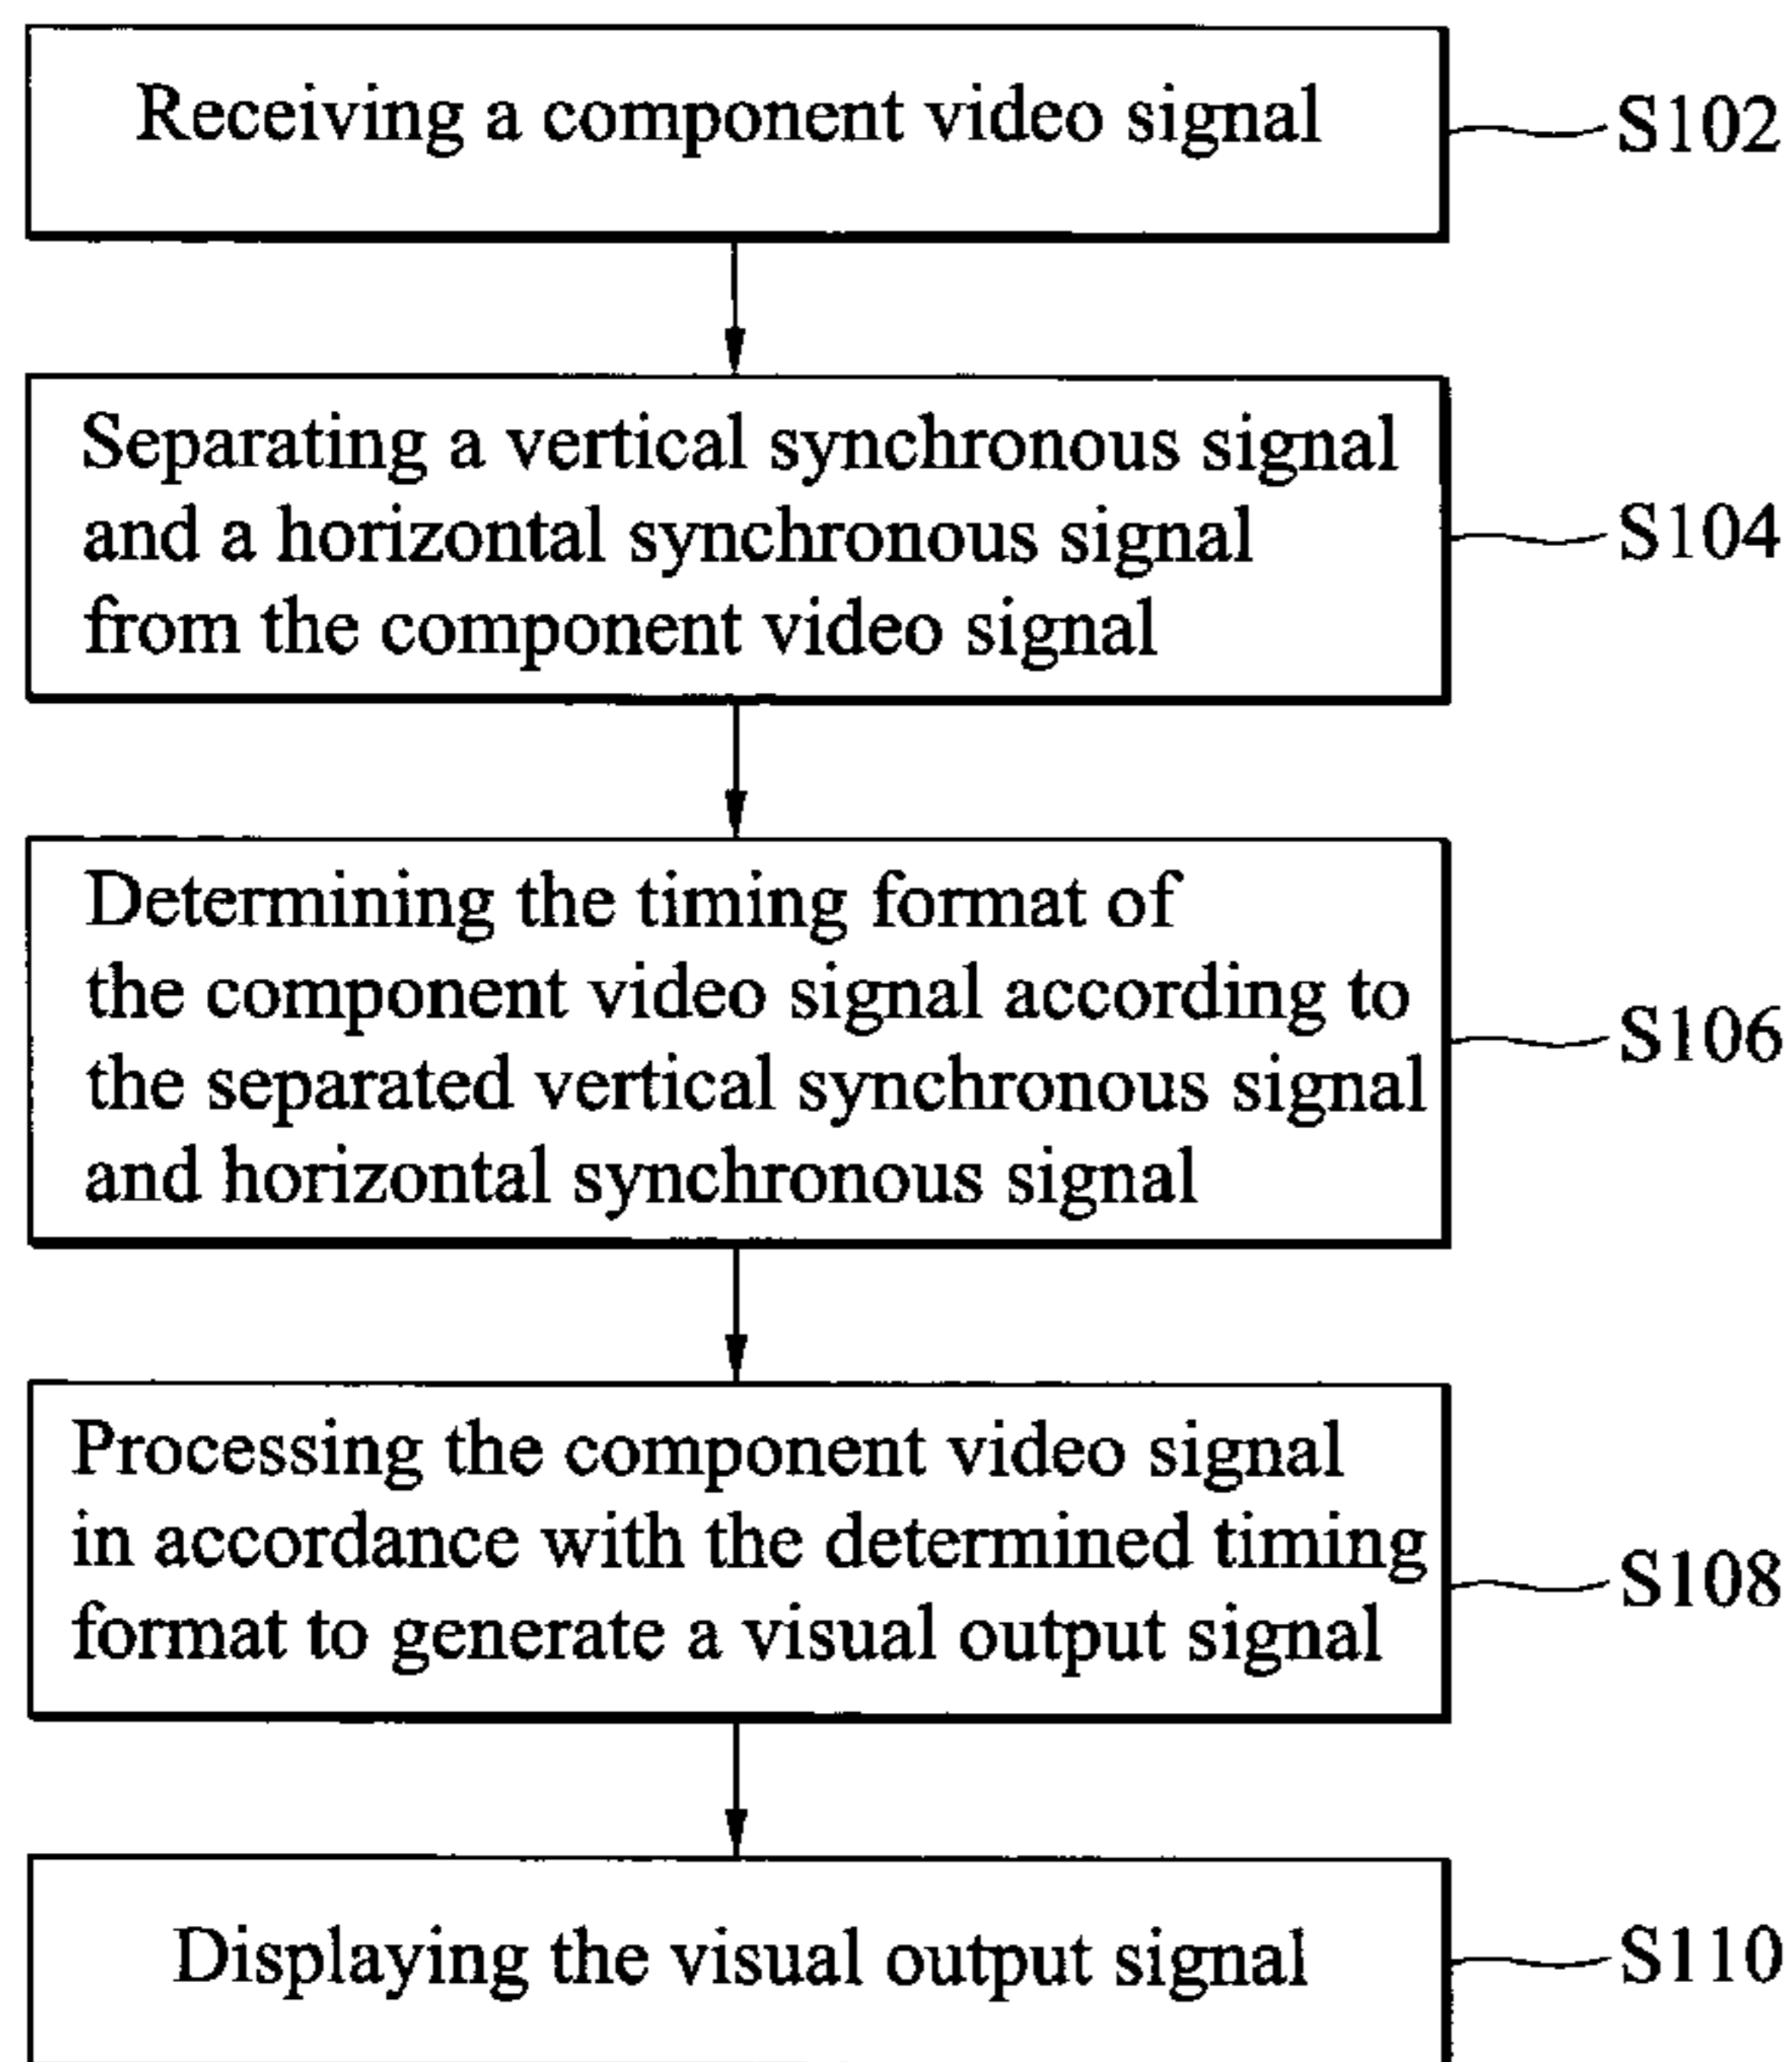 Receiving a component video signal
S102
Separating a vertical synchronous signal
and a horizontal synchronous signal
from the component video signal
S104
Determining the timing format of
the component video signal according to
the separated vertical synchronous signal
and horizontal synchronous signal
S106
Processing the component video signal
in accordance with the determined timing
format to generate a visual output signal
S108
Displaying the visual output signal
S110